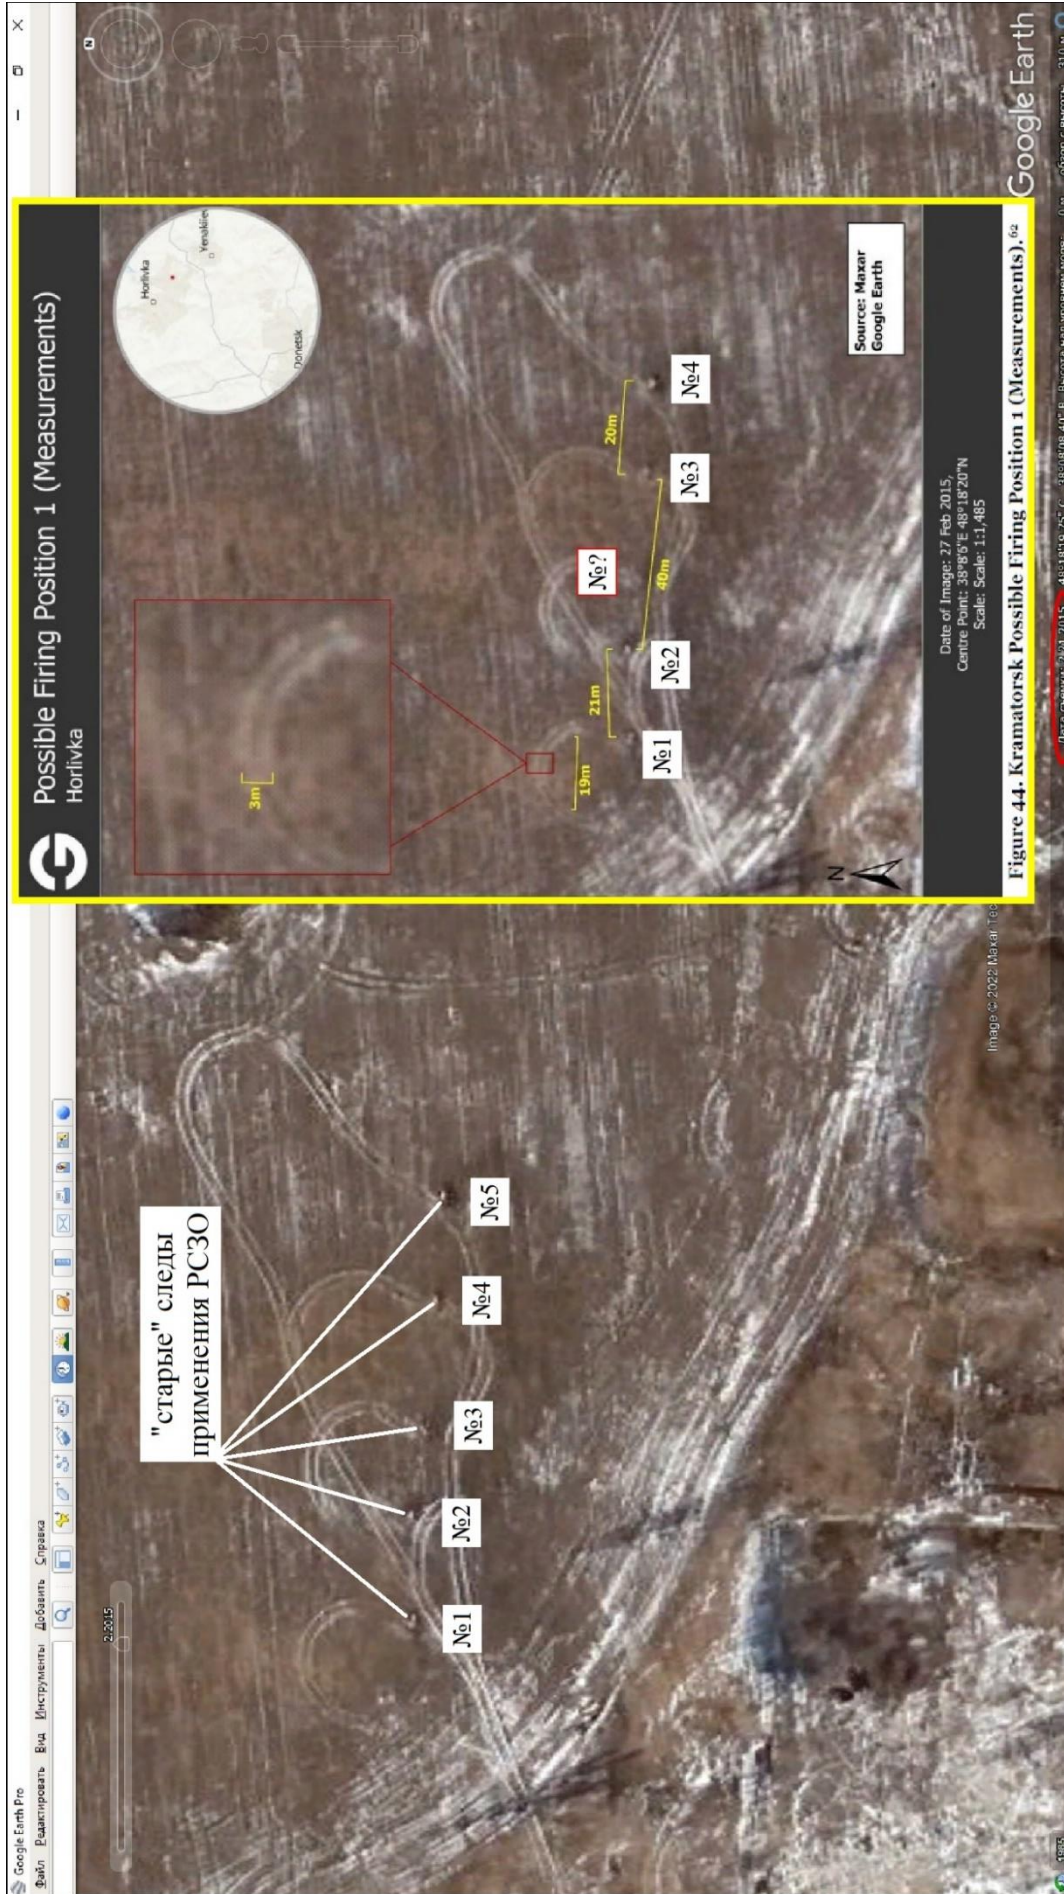 Google Earth Pro
Файл Редактировать Вид Инструменты Добавить Справка
2.2015
"старые" следы
применения РСЗО
№1
№2
№3
№4
№5
Image © 2022 Maxar Tec
Possible Firing Position 1 (Measurements)
Horlivka
Horlivka
Yenakiieve
Donetsk
3m
19m
21m
40m
20m
№1
№2
№?
№3
№4
N
Source: Maxar
Google Earth
Date of Image: 27 Feb 2015,
Centre Point: 38°8'6"E 48°18'20"N
Scale: Scale: 1:1,485
Figure 44. Kramatorsk Possible Firing Position 1 (Measurements).⁶²
N
Google Earth
1985